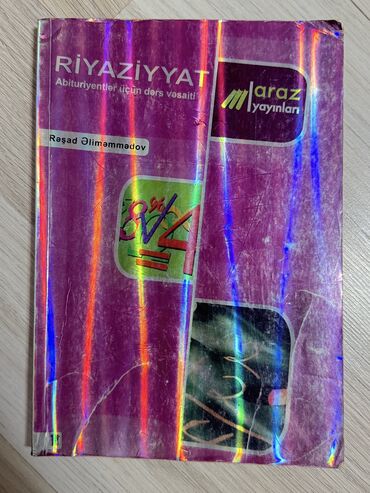 RİYAZİYYAT
Abituriyentlər üçün dərs vəsaiti
araz
yayınları
Rəşad Əliməmmədov